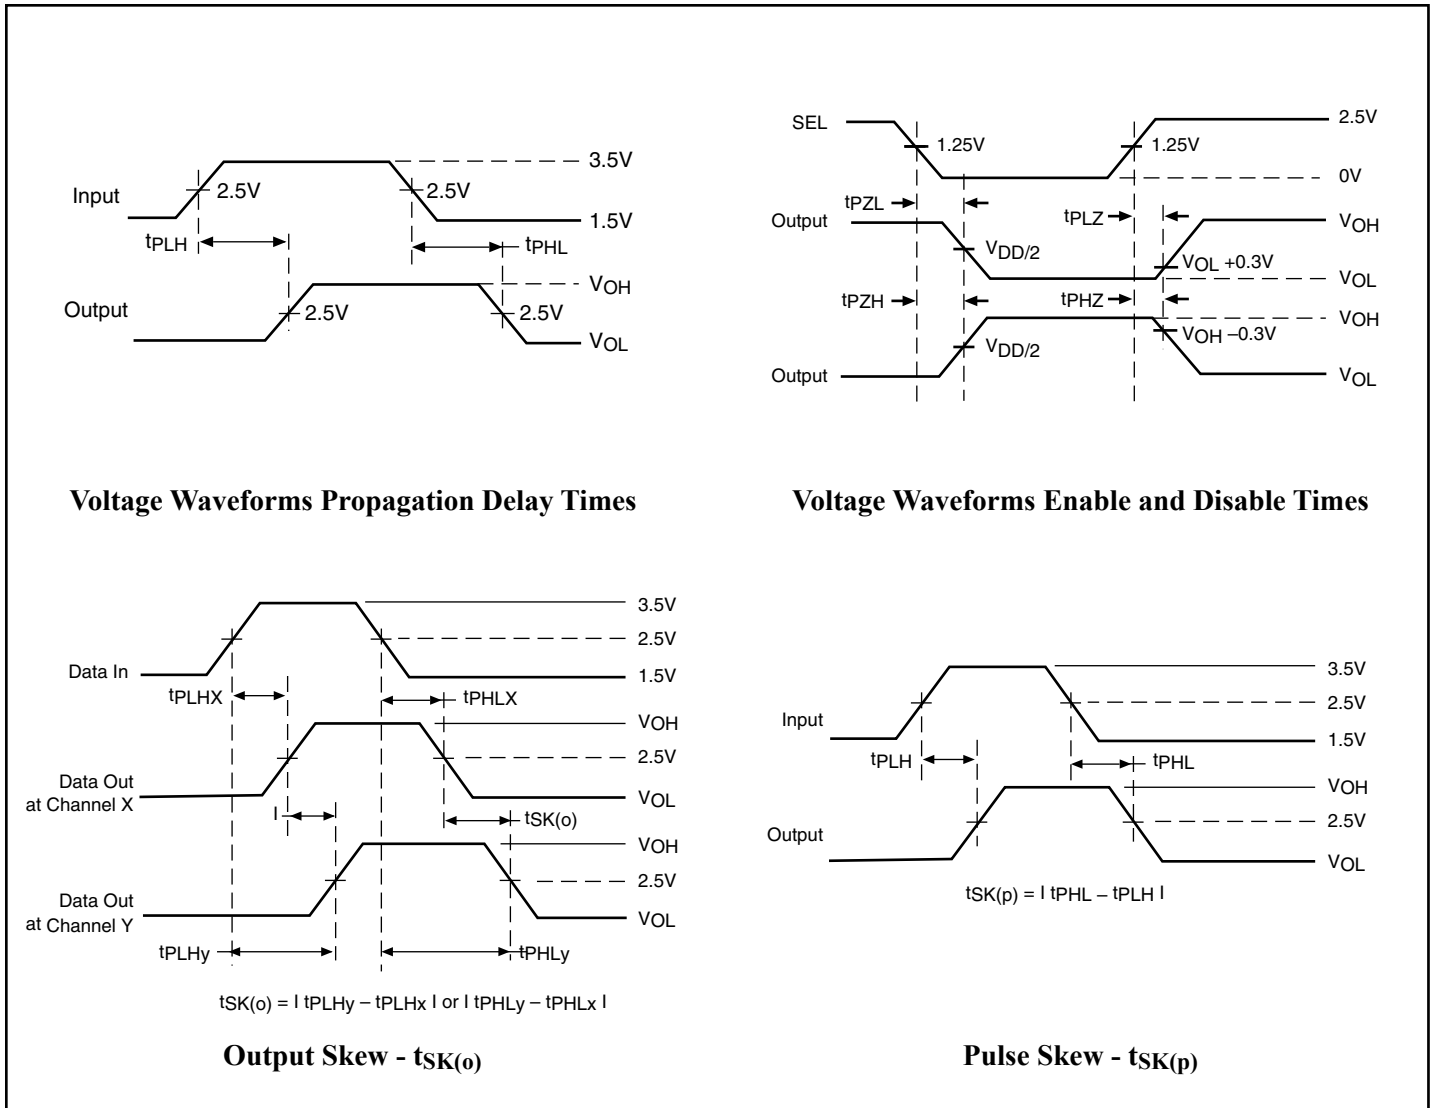 3.5V
Input
2.5V
2.5V
1.5V
tPLH
tPHL
VOH
Output
2.5V
2.5V
VOL
Voltage Waveforms Propagation Delay Times
SEL
2.5V
1.25V
1.25V
0V
tPZL
tPLZ
Output
VOH
VDD/2
VOL +0.3V
VOL
tPZH
tPHZ
VOH
VDD/2
VOH –0.3V
Output
VOL
Voltage Waveforms Enable and Disable Times
3.5V
2.5V
Data In
1.5V
tPLHX
tPHLX
VOH
2.5V
Data Out
at Channel X
VOL
I
tSK(o)
VOH
2.5V
Data Out
at Channel Y
VOL
tPLHy
tPHLy
tSK(o) = I tPLHy – tPLHx I or I tPHLy – tPHLx I
Output Skew - tSK(o)
3.5V
2.5V
Input
1.5V
tPLH
tPHL
VOH
2.5V
Output
VOL
tSK(p) = I tPHL – tPLH I
Pulse Skew - tSK(p)